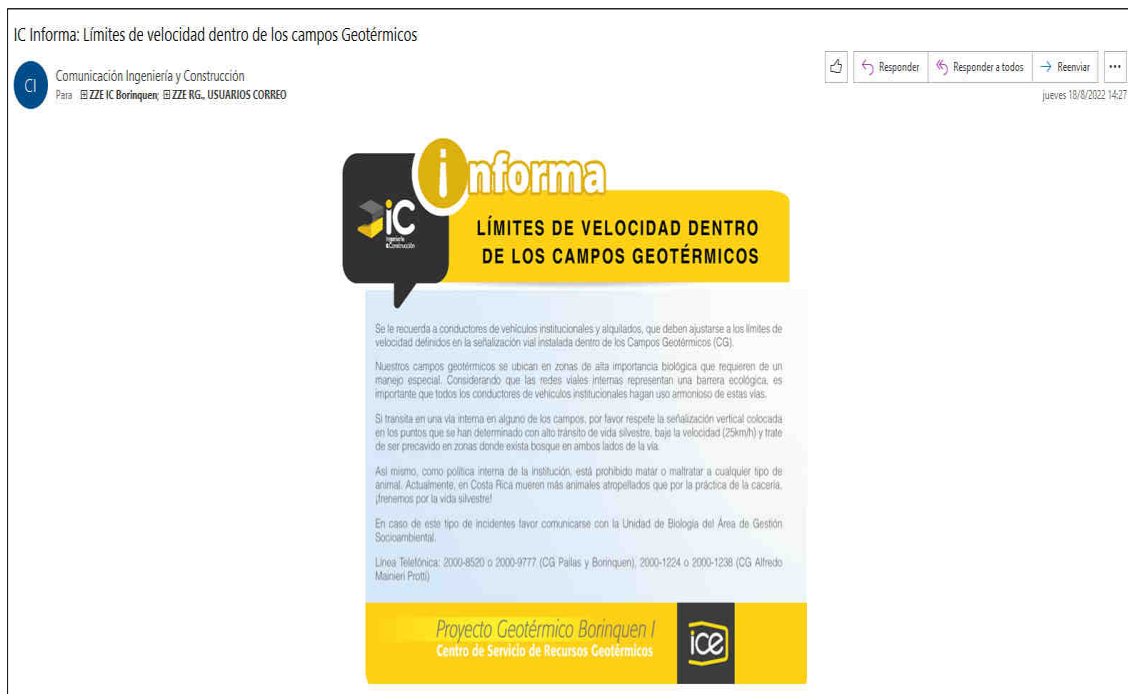 IC Informa: Límites de velocidad dentro de los campos Geotérmicos
CI
Comunicación Ingeniería y Construcción
Para ZZE IC Borinquen; ZZE RG., USUARIOS CORREO
Responder
Responder a todos
Reenviar
...
jueves 18/8/2022 14:27
informa
iC
Ingeniería
&Construcción
LÍMITES DE VELOCIDAD DENTRO
DE LOS CAMPOS GEOTÉRMICOS
Se le recuerda a conductores de vehículos institucionales y alquilados, que deben ajustarse a los límites de
velocidad definidos en la señalización vial instalada dentro de los Campos Geotérmicos (CG).
Nuestros campos geotérmicos se ubican en zonas de alta importancia biológica que requieren de un
manejo especial. Considerando que las redes viales internas representan una barrera ecológica, es
importante que todos los conductores de vehículos institucionales hagan uso armonioso de estas vías.
Si transita en una vía interna en alguno de los campos, por favor respete la señalización vertical colocada
en los puntos que se han determinado con alto tránsito de vida silvestre, baje la velocidad (25km/h) y trate
de ser precavido en zonas donde exista bosque en ambos lados de la vía.
Así mismo, como política interna de la institución, está prohibido matar o maltratar a cualquier tipo de
animal. Actualmente, en Costa Rica mueren más animales atropellados que por la práctica de la cacería,
¡frenemos por la vida silvestre!
En caso de este tipo de incidentes favor comunicarse con la Unidad de Biología del Área de Gestión
Socioambiental.
Línea Telefónica: 2000-8520 o 2000-9777 (CG Pailas y Borinquen), 2000-1224 o 2000-1238 (CG Alfredo
Mainieri Protti)
Proyecto Geotérmico Borinquen I
Centro de Servicio de Recursos Geotérmicos
ice